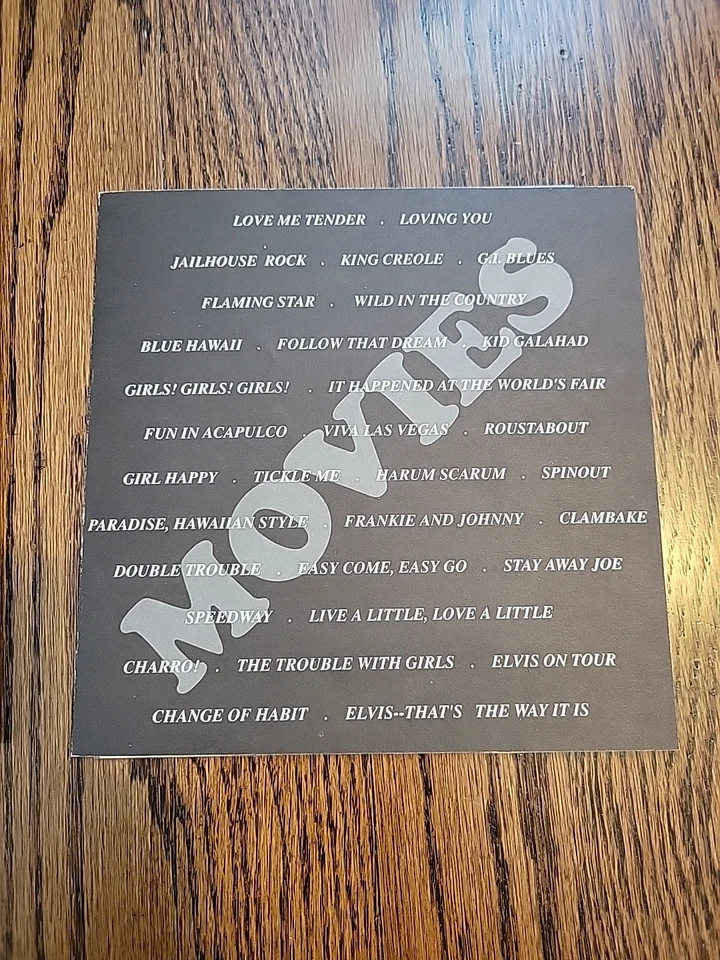 LOVE ME TENDER . LOVING YOU
JAILHOUSE ROCK . KING CREOLE . G.I. BLUES
FLAMING STAR . WILD IN THE COUNTRY
BLUE HAWAII . FOLLOW THAT DREAM . KID GALAHAD
GIRLS! GIRLS! GIRLS! . IT HAPPENED AT THE WORLD'S FAIR
FUN IN ACAPULCO . VIVA LAS VEGAS . ROUSTABOUT
GIRL HAPPY . TICKLE ME . HARUM SCARUM . SPINOUT
PARADISE, HAWAIIAN STYLE . FRANKIE AND JOHNNY . CLAMBAKE
DOUBLE TROUBLE . EASY COME, EASY GO . STAY AWAY JOE
SPEEDWAY . LIVE A LITTLE, LOVE A LITTLE
CHARRO! . THE TROUBLE WITH GIRLS . ELVIS ON TOUR
CHANGE OF HABIT . ELVIS--THAT'S THE WAY IT IS
MOVIES